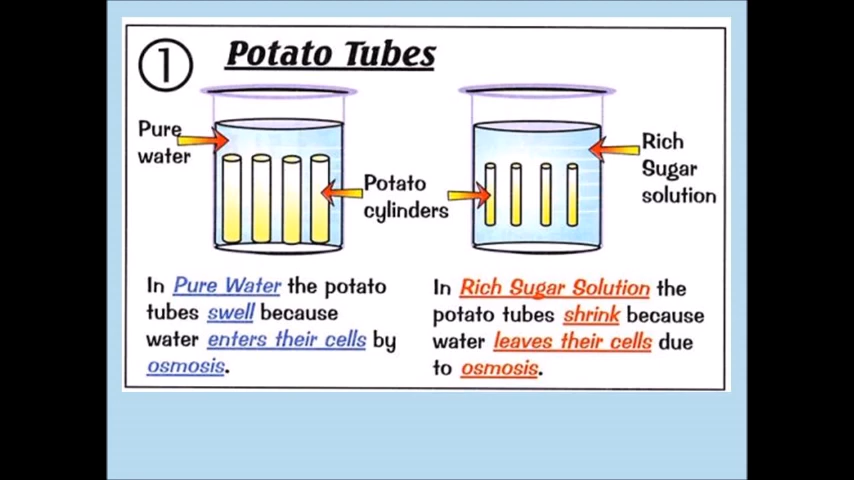 1
Potato Tubes
Pure
water
Potato
cylinders
Rich
Sugar
solution
In Pure Water the potato
tubes swell because
water enters their cells by
osmosis.
In Rich Sugar Solution the
potato tubes shrink because
water leaves their cells due
to osmosis.